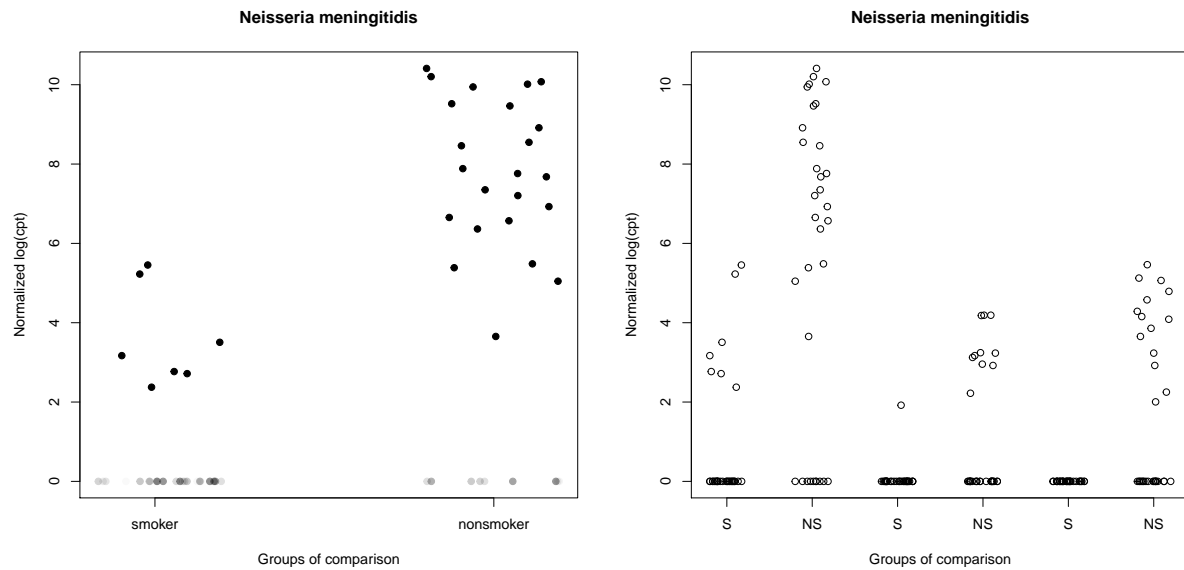 Neisseria meningitidis
Normalized log(cpt)
10
8
6
4
2
0
smoker nonsmoker
Groups of comparison
Neisseria meningitidis
Normalized log(cpt)
10
8
6
4
2
0
S NS S NS S NS
Groups of comparison